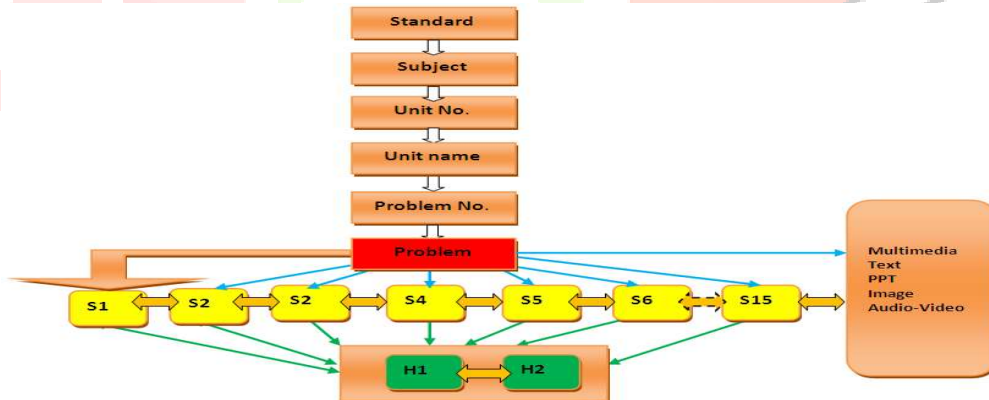 Standard
Subject
Unit No.
Unit name
Problem No.
Problem
Multimedia
Text
PPT
Image
Audio-Video
S1
S2
S2
S4
S5
S6
S15
H1
H2